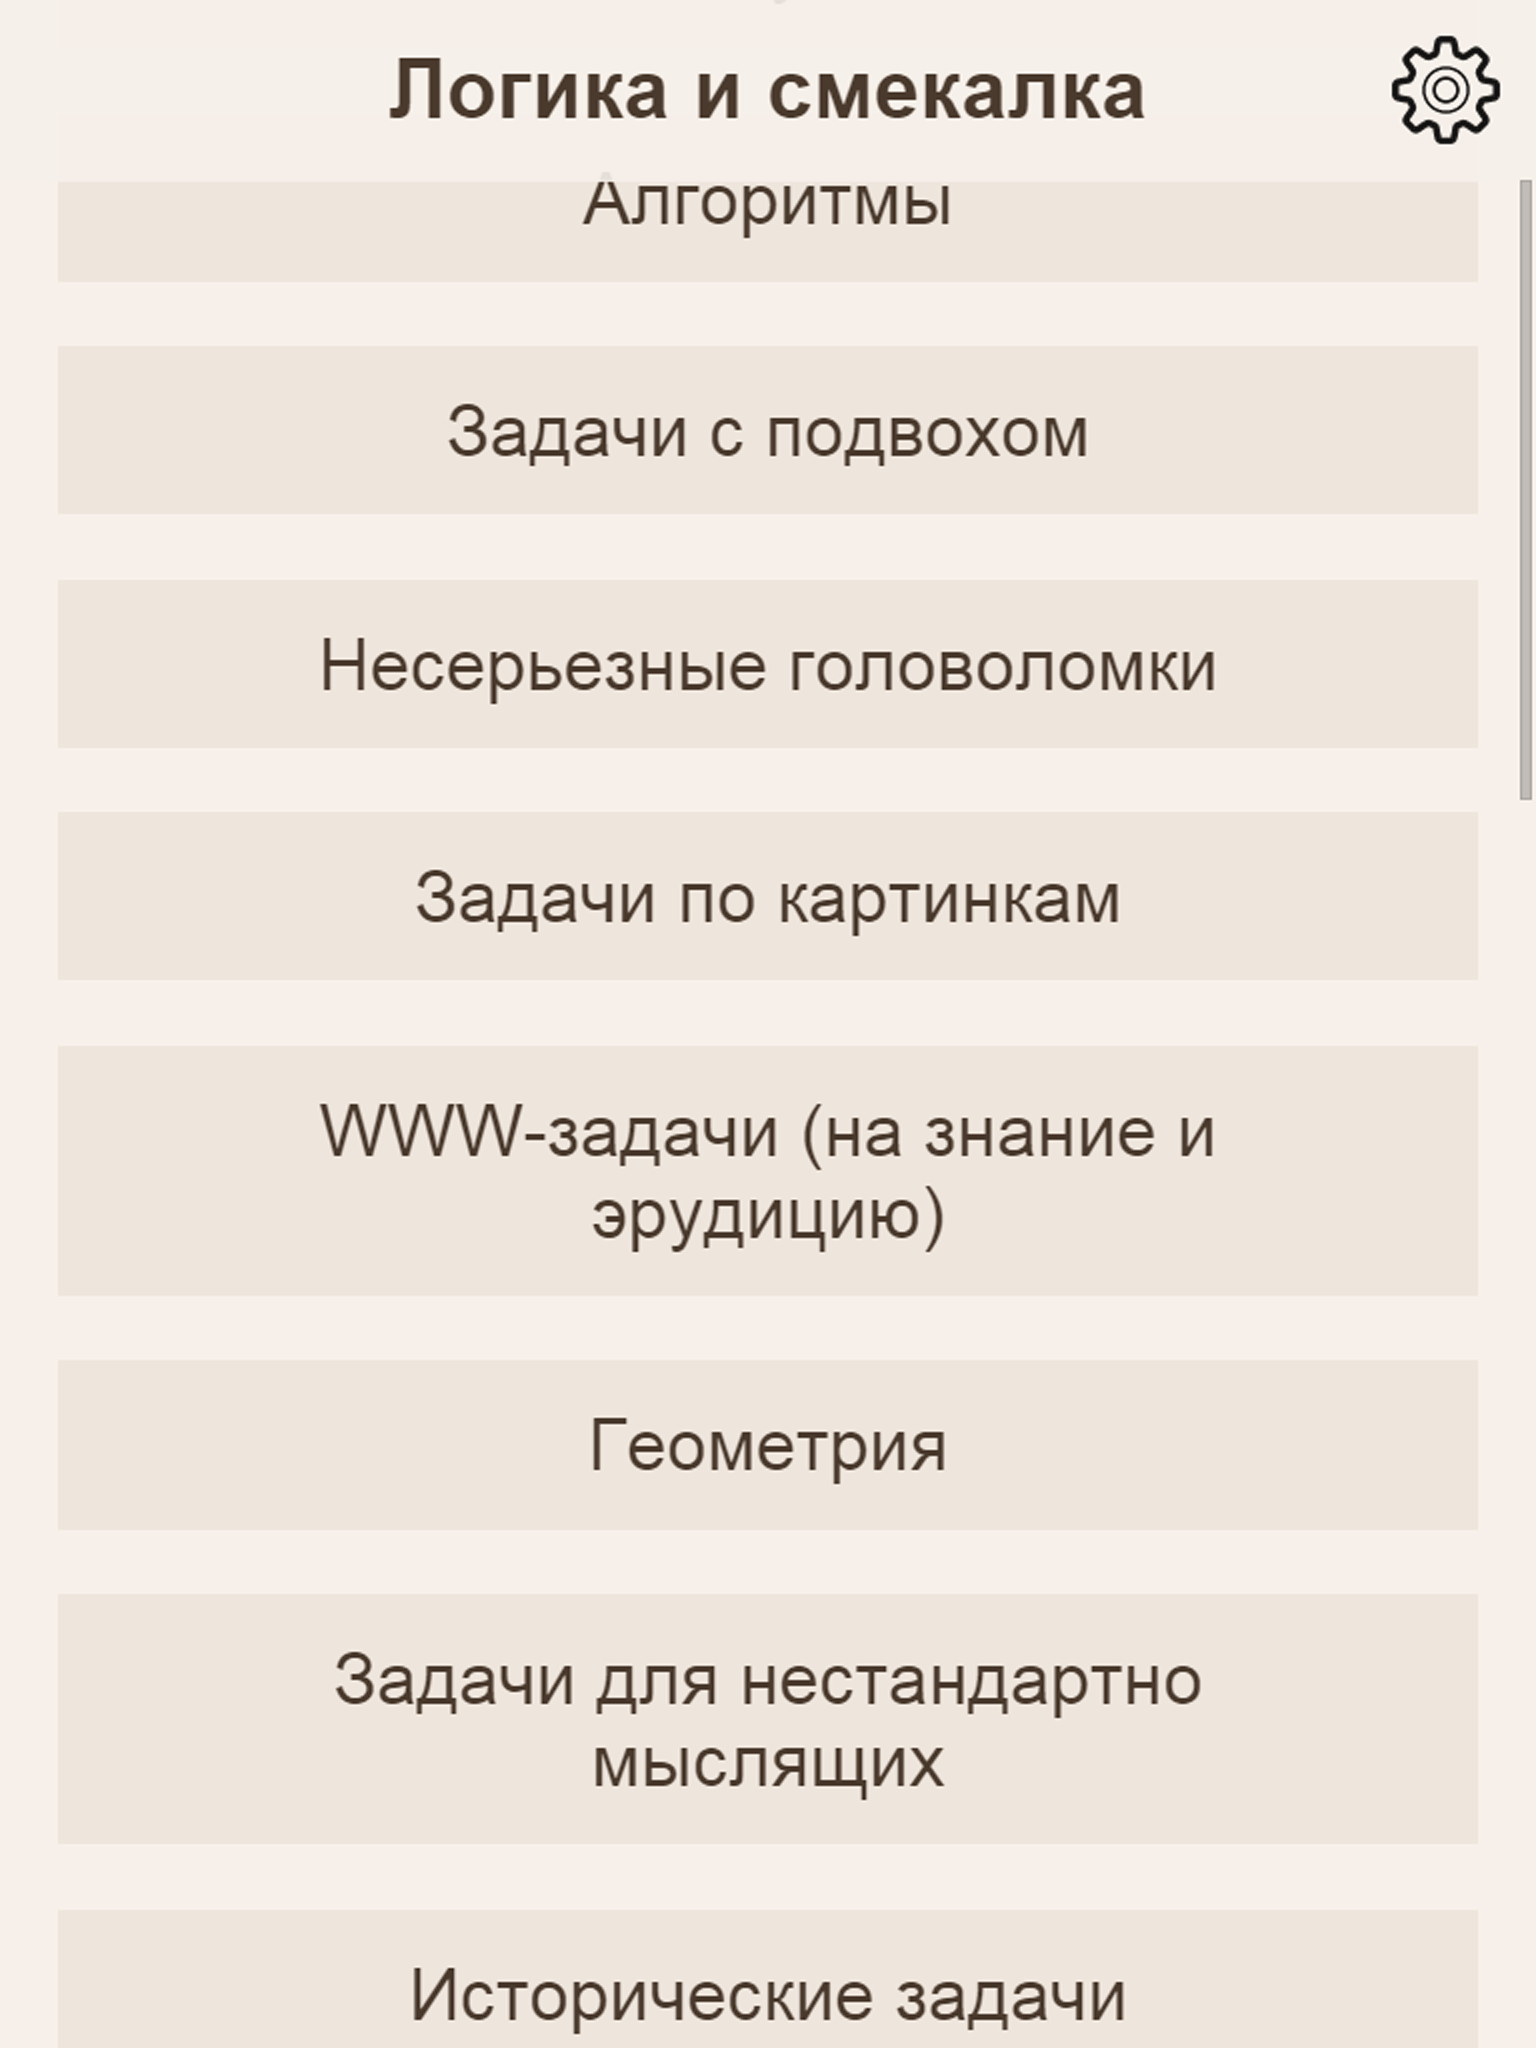 Логика и смекалка
Алгоритмы
Задачи с подвохом
Несерьезные головоломки
Задачи по картинкам
WWW-задачи (на знание и
эрудицию)
Геометрия
Задачи для нестандартно
мыслящих
Исторические задачи